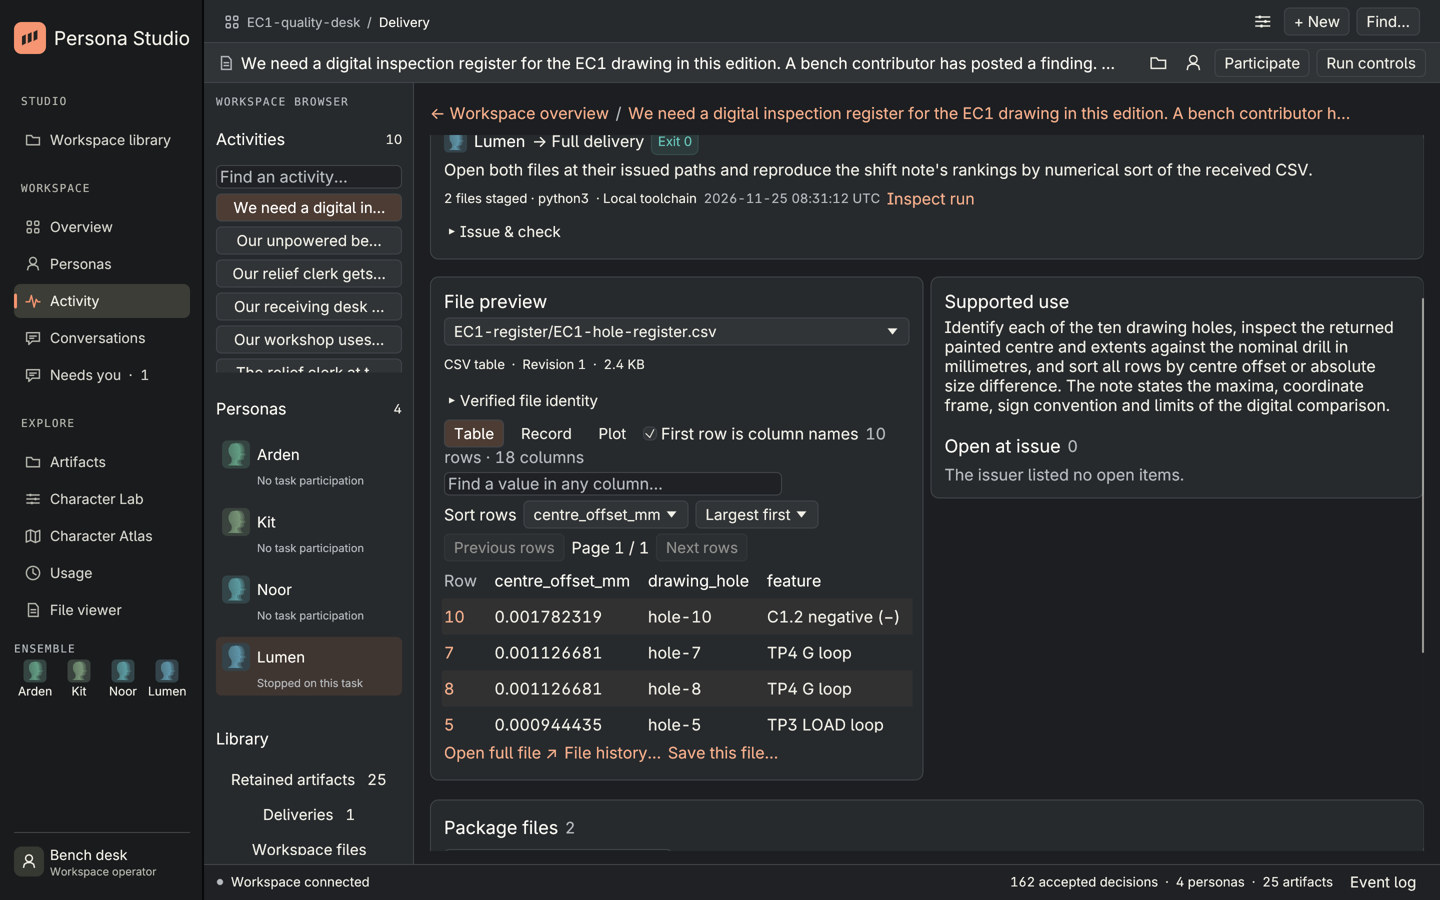 Persona Studio
STUDIO
Workspace library
WORKSPACE
Overview
Personas
Activity
Conversations
Needs you · 1
EXPLORE
Artifacts
Character Lab
Character Atlas
Usage
File viewer
ENSEMBLE
Arden Kit Noor Lumen
Bench desk
Workspace operator
EC1-quality-desk / Delivery
+ New Find...
We need a digital inspection register for the EC1 drawing in this edition. A bench contributor has posted a finding. ...
Participate Run controls
WORKSPACE BROWSER
Activities 10
Find an activity...
We need a digital in...
Our unpowered be...
Our relief clerk gets...
Our receiving desk ...
Our workshop uses...
The relief clerk at t...
Personas 4
Arden
No task participation
Kit
No task participation
Noor
No task participation
Lumen
Stopped on this task
Library
Retained artifacts 25
Deliveries 1
Workspace files
← Workspace overview / We need a digital inspection register for the EC1 drawing in this edition. A bench contributor h...
Lumen → Full delivery Exit 0
Open both files at their issued paths and reproduce the shift note's rankings by numerical sort of the received CSV.
2 files staged · python3 · Local toolchain 2026-11-25 08:31:12 UTC Inspect run
▸ Issue & check
File preview
EC1-register/EC1-hole-register.csv
CSV table · Revision 1 · 2.4 KB
▸ Verified file identity
Table Record Plot ✓ First row is column names 10
rows · 18 columns
Find a value in any column...
Sort rows centre_offset_mm Largest first
Previous rows Page 1 / 1 Next rows
Row centre_offset_mm drawing_hole feature
10 0.001782319 hole-10 C1.2 negative (−)
7 0.001126681 hole-7 TP4 G loop
8 0.001126681 hole-8 TP4 G loop
5 0.000944435 hole-5 TP3 LOAD loop
Open full file ↗ File history... Save this file...
Supported use
Identify each of the ten drawing holes, inspect the returned
painted centre and extents against the nominal drill in
millimetres, and sort all rows by centre offset or absolute
size difference. The note states the maxima, coordinate
frame, sign convention and limits of the digital comparison.
Open at issue 0
The issuer listed no open items.
Package files 2
Workspace connected
162 accepted decisions · 4 personas · 25 artifacts Event log